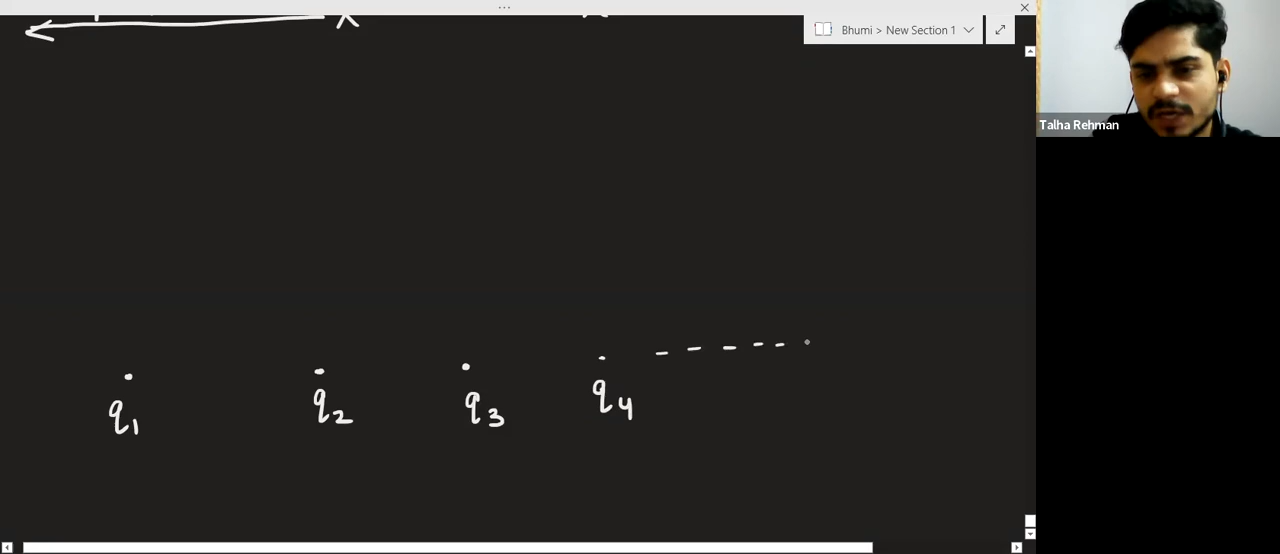 Bhumi > New Section 1
Talha Rehman
q1 q2 q3 q4 - - - - -